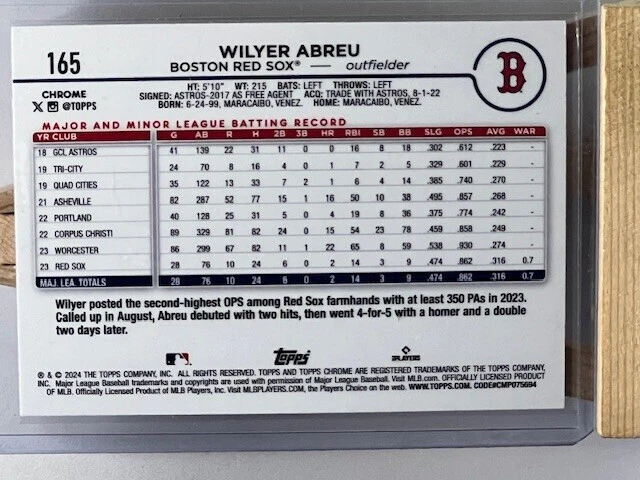 165
WILYER ABREU
BOSTON RED SOX® — outfielder
B
CHROME
X @TOPPS
HT: 5'10" WT: 215 BATS: LEFT THROWS: LEFT
SIGNED: ASTROS-2017 AS FREE AGENT ACQ: TRADE WITH ASTROS, 8-1-22
BORN: 6-24-99, MARACAIBO, VENEZ. HOME: MARACAIBO, VENEZ.
MAJOR AND MINOR LEAGUE BATTING RECORD
YR CLUB G AB R H 2B 3B HR RBI SB BB SLG OPS AVG WAR
18 GCL ASTROS 41 139 22 31 11 0 0 16 8 18 .302 .612 .223 -
19 TRI-CITY 24 70 8 16 4 0 1 7 2 5 .329 .601 .229 -
19 QUAD CITIES 35 122 13 33 7 2 1 6 4 14 .385 .740 .270 -
21 ASHEVILLE 82 287 52 77 15 1 16 50 10 38 .495 .857 .268 -
22 PORTLAND 40 128 25 31 5 0 4 19 8 36 .375 .774 .242 -
22 CORPUS CHRISTI 89 329 81 82 24 0 15 54 23 78 .459 .858 .249 -
23 WORCESTER 86 299 67 82 11 1 22 65 8 59 .538 .930 .274 -
23 RED SOX 28 76 10 24 6 0 2 14 3 9 .474 .862 .316 0.7
MAJ. LEA. TOTALS 28 76 10 24 6 0 2 14 3 9 .474 .862 .316 0.7
Wilyer posted the second-highest OPS among Red Sox farmhands with at least 350 PAs in 2023.
Called up in August, Abreu debuted with two hits, then went 4-for-5 with a homer and a double
two days later.
topps PLAYERS
® & © 2024 THE TOPPS COMPANY, INC. ALL RIGHTS RESERVED. TOPPS AND TOPPS CHROME ARE REGISTERED TRADEMARKS OF THE TOPPS COMPANY,
INC. Major League Baseball trademarks and copyrights are used with permission of Major League Baseball. Visit MLB.com. OFFICIALLY LICENSED PRODUCT
OF MLB. Officially Licensed Product of MLB Players, Inc. Visit MLBPLAYERS.COM, the Players Choice on the web. WWW.TOPPS.COM. CODE#CMP075694